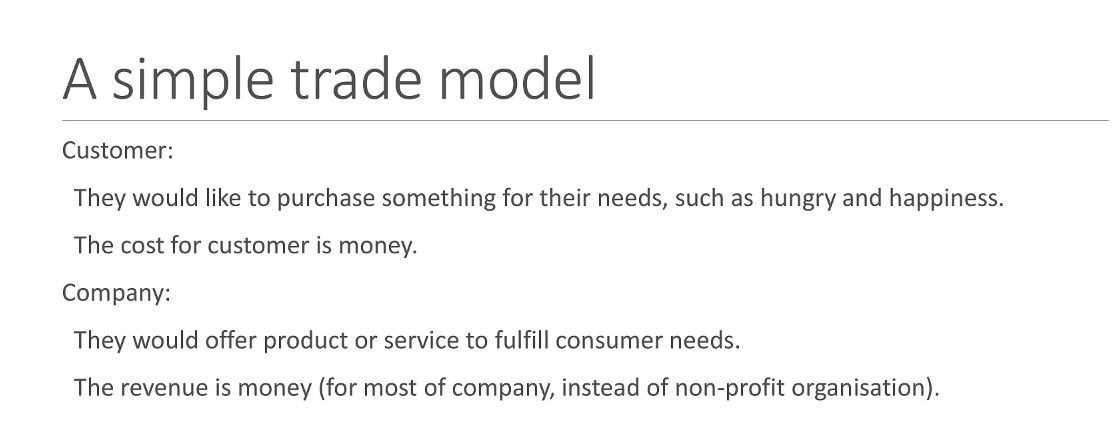 A simple trade model
Customer:
They would like to purchase something for their needs, such as hungry and happiness.
The cost for customer is money.
Company:
They would offer product or service to fulfill consumer needs.
The revenue is money (for most of company, instead of non-profit organisation).